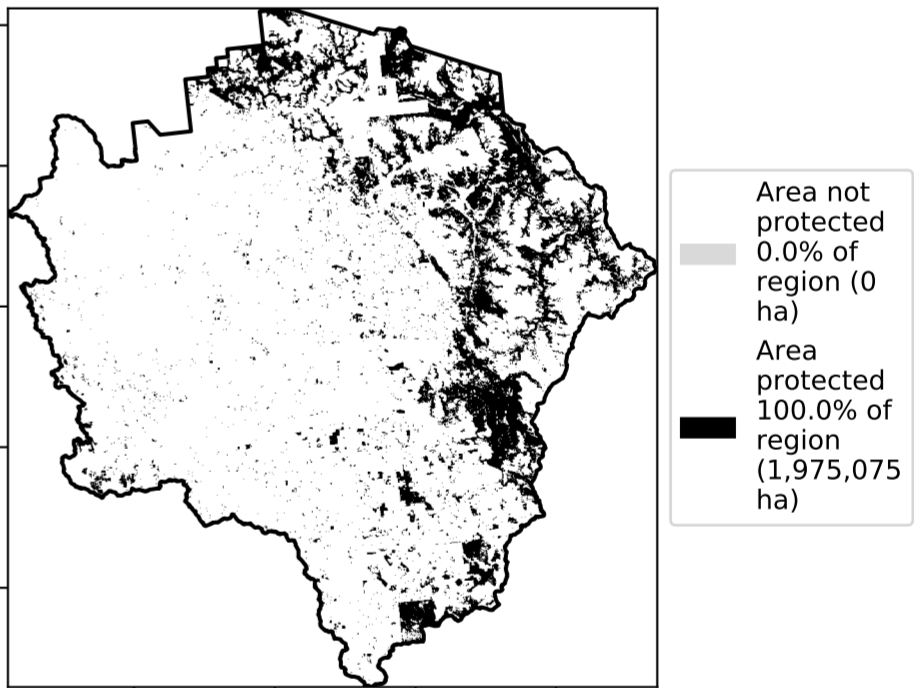 Area not
protected
0.0% of
region (0
ha)
Area
protected
100.0% of
region
(1,975,075
ha)